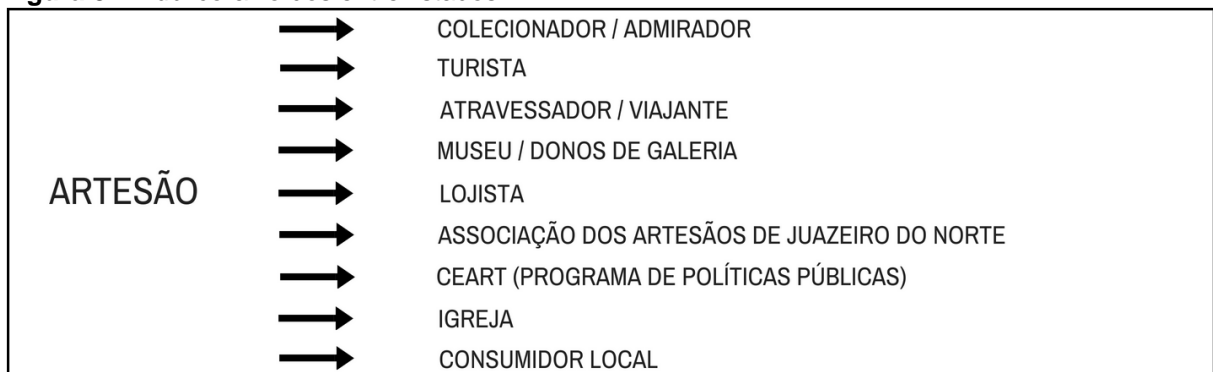 COLECIONADOR / ADMIRADOR
TURISTA
ATRAVESSADOR / VIAJANTE
MUSEU / DONOS DE GALERIA
ARTESÃO
LOJISTA
ASSOCIAÇÃO DOS ARTESÃOS DE JUAZEIRO DO NORTE
CEART (PROGRAMA DE POLÍTICAS PÚBLICAS)
IGREJA
CONSUMIDOR LOCAL